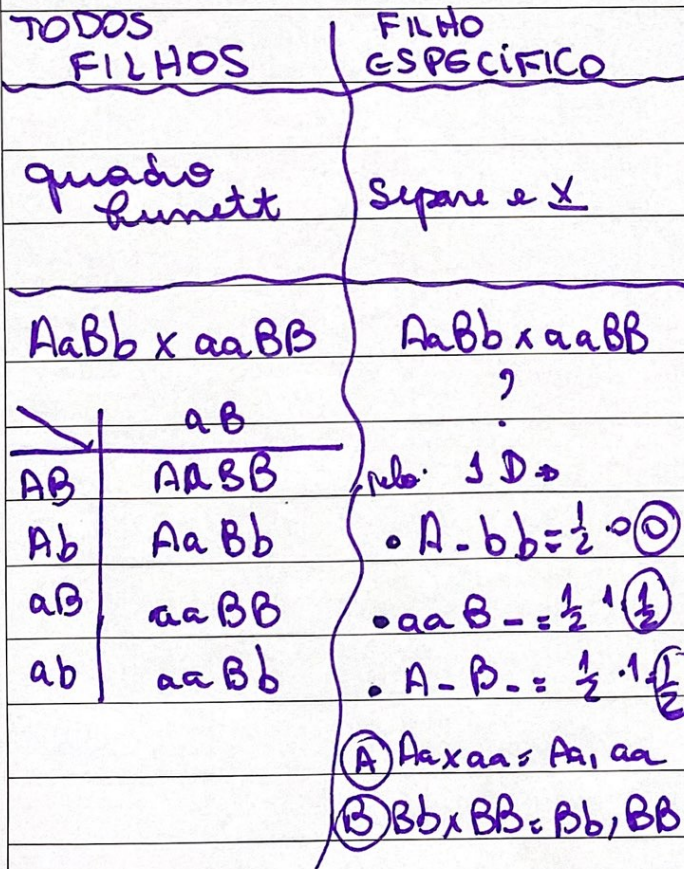 TODOS
FILHOS
quadro
Punett
AaBb x aaBB
aB
AB AaBB
Ab AaBb
aB aaBB
ab aaBb
FILHO
ESPECÍFICO
Separe e X
AaBb x aaBB
?
1 D →
• A - bb = 1/2 · 0 0
• aa B - = 1/2 · 1 1/2
• A - B - = 1/2 · 1 = 1/2
A Aa x aa = Aa, aa
B Bb x BB = Bb, BB